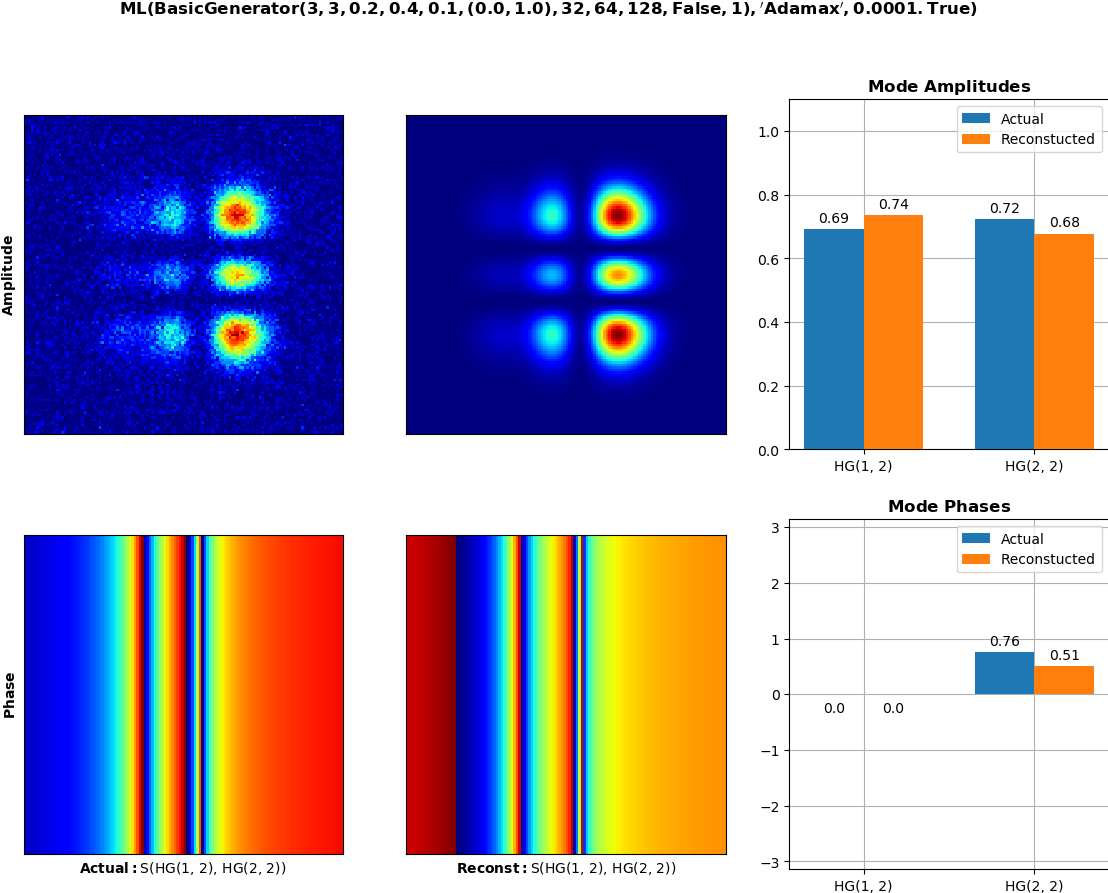 ML(BasicGenerator(3, 3, 0.2, 0.4, 0.1, (0.0, 1.0), 32, 64, 128, False, 1), ′Adamax′, 0.0001. True)
Mode Amplitudes
Amplitude
1.0
0.8
0.6
0.4
0.2
0.0
Actual
Reconstucted
0.69
0.74
0.72
0.68
HG(1, 2)
HG(2, 2)
Mode Phases
Phase
3
2
1
0
−1
−2
−3
Actual
Reconstucted
0.0
0.0
0.76
0.51
HG(1, 2)
HG(2, 2)
Actual: S(HG(1, 2), HG(2, 2))
Reconst: S(HG(1, 2), HG(2, 2))